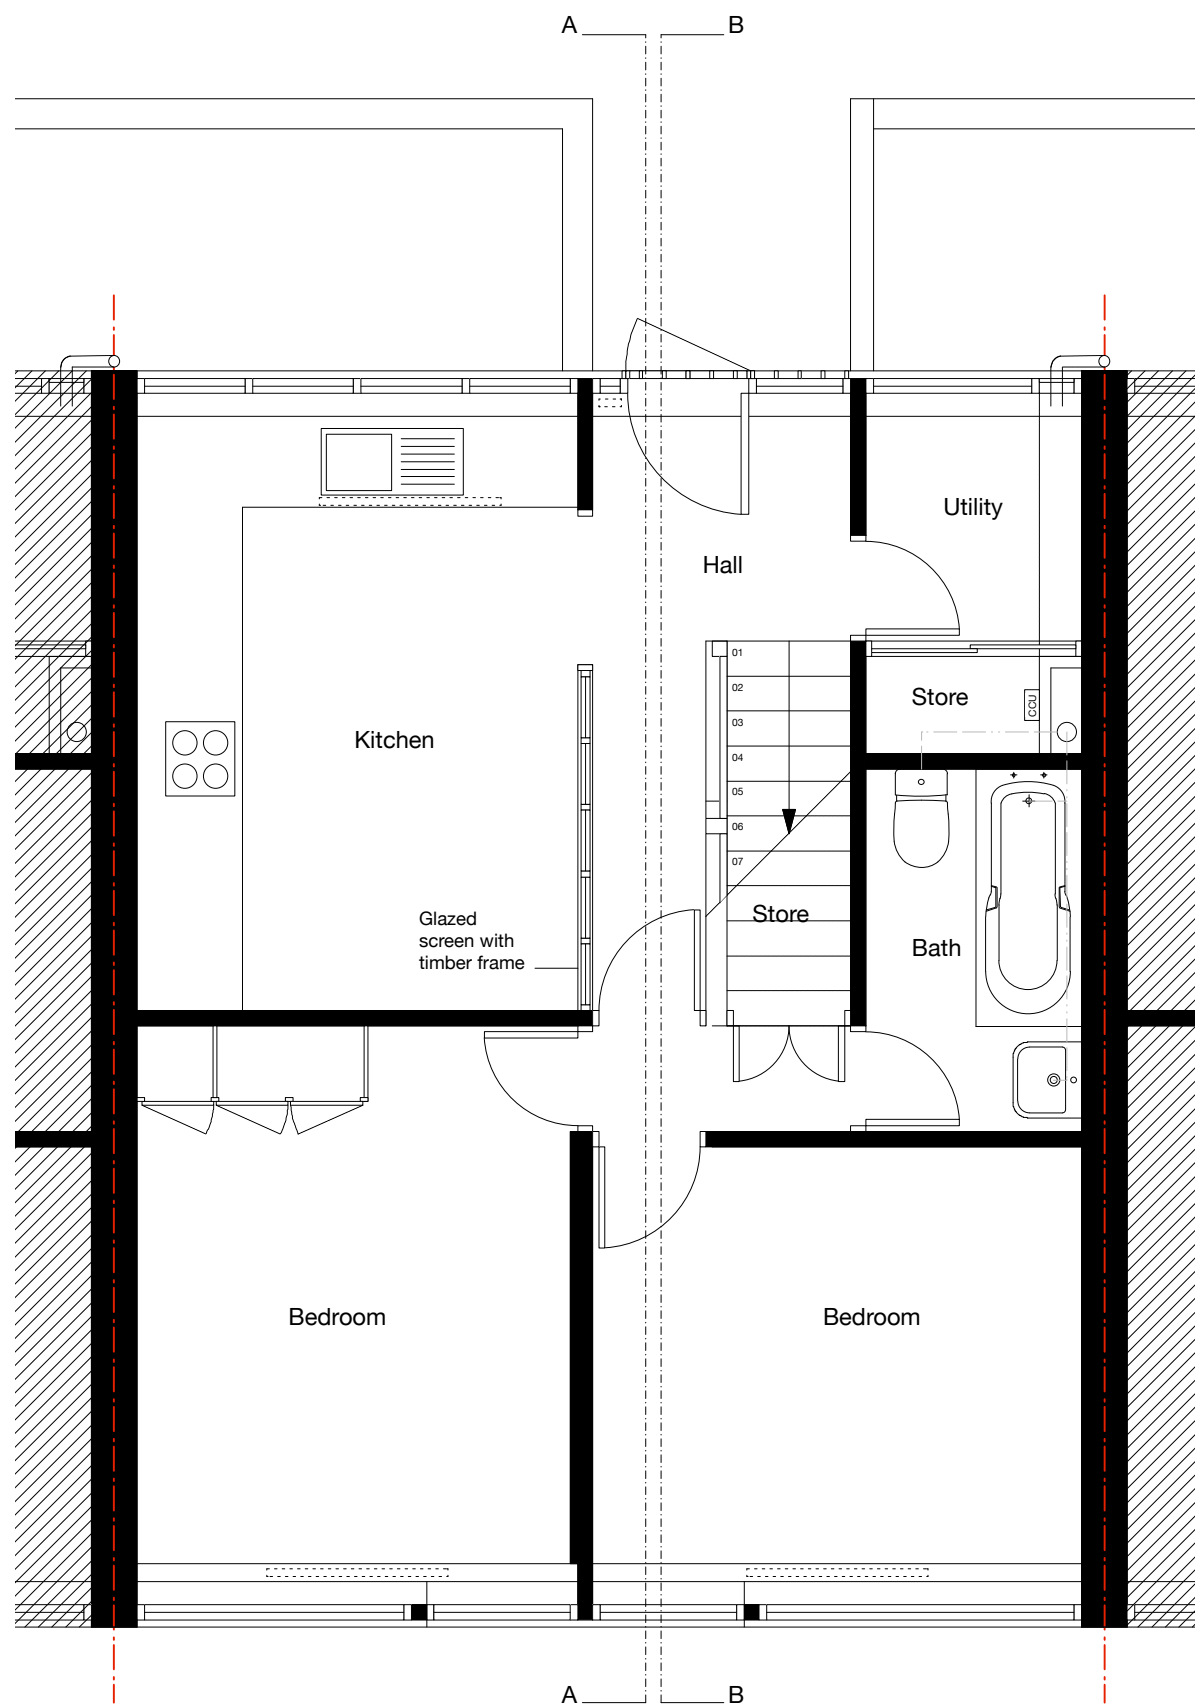 A
B
Utility
Hall
01
02
03
04
05
06
07
Store
CCU
Kitchen
Glazed
screen with
timber frame
Store
Bath
Bedroom
Bedroom
A
B